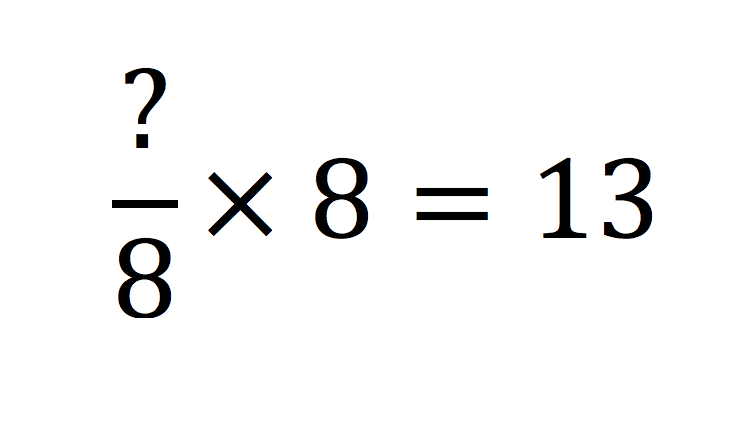 ?/8 × 8 = 13